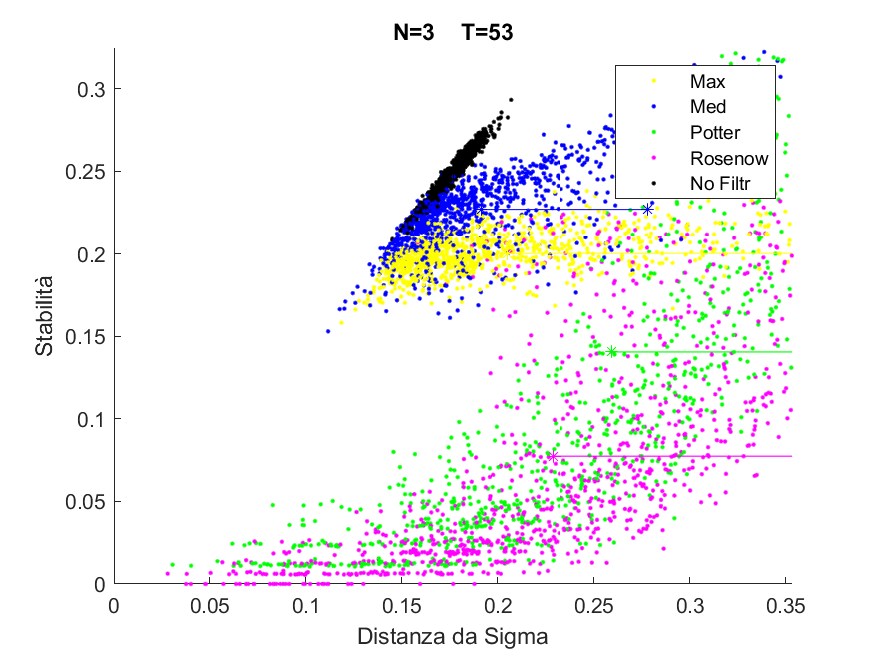 N=3 T=53
0.3
0.25
0.2
0.15
0.1
0.05
0
Stabilità
Max
Med
Potter
Rosenow
No Filtr
0 0.05 0.1 0.15 0.2 0.25 0.3 0.35
Distanza da Sigma